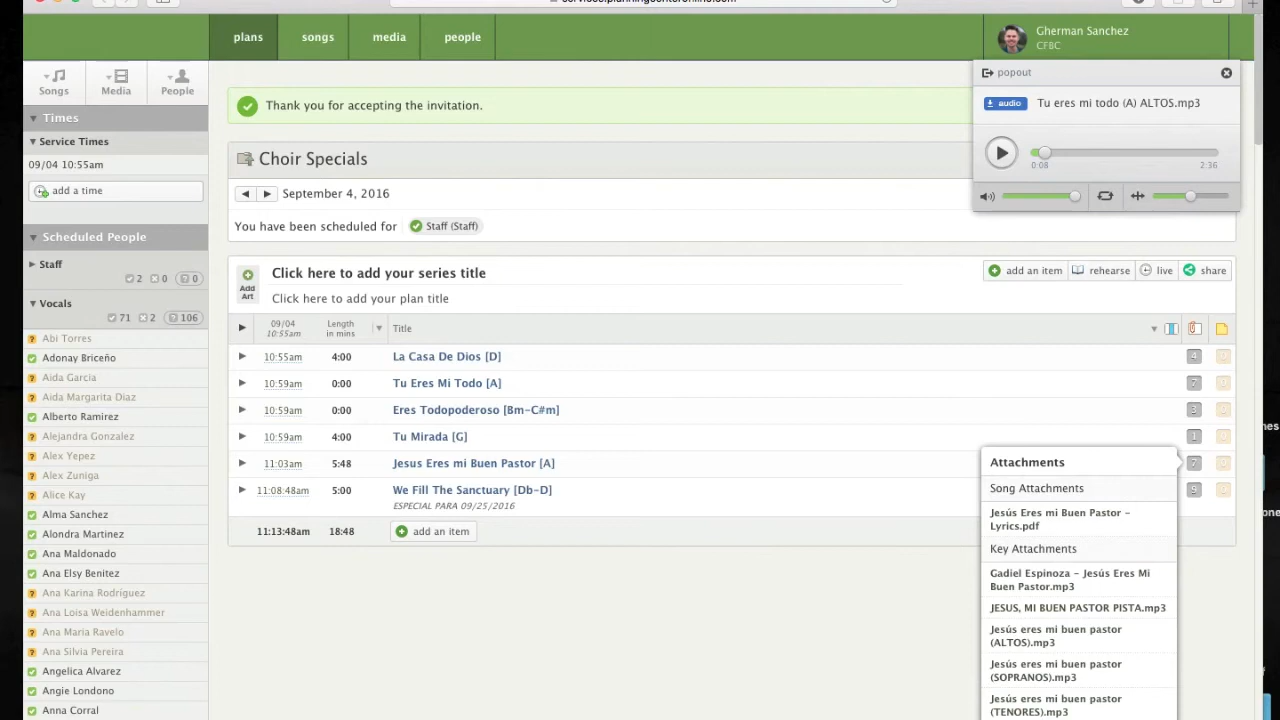 plans
songs
media
people
Gherman Sanchez
CFBC
Songs
Media
People
Times
Service Times
09/04 10:55am
add a time
Scheduled People
Staff
2
0
0
Vocals
71
2
106
Abi Torres
Adonay Briceño
Aida Garcia
Aida Margarita Diaz
Alberto Ramirez
Alejandra Gonzalez
Alex Yepez
Alex Zuniga
Alice Kay
Alma Sanchez
Alondra Martinez
Ana Maldonado
Ana Elsy Benitez
Ana Karina Rodriguez
Ana Loisa Weidenhammer
Ana Maria Ravelo
Ana Silvia Pereira
Angelica Alvarez
Angie Londono
Anna Corral
Thank you for accepting the invitation.
Choir Specials
September 4, 2016
You have been scheduled for
Staff (Staff)
popout
audio
Tu eres mi todo (A) ALTOS.mp3
0:08
2:36
Add
Art
Click here to add your series title
Click here to add your plan title
add an item
rehearse
live
share
09/04
10:55am
Length
in mins
Title
10:55am 4:00 La Casa De Dios [D] 4
10:59am 0:00 Tu Eres Mi Todo [A] 7
10:59am 0:00 Eres Todopoderoso [Bm-C#m] 3
10:59am 4:00 Tu Mirada [G] 1
11:03am 5:48 Jesus Eres mi Buen Pastor [A] 7
11:08:48am 5:00 We Fill The Sanctuary [Db-D] 9
ESPECIAL PARA 09/25/2016
11:13:48am 18:48 add an item
Attachments
Song Attachments
Jesús Eres mi Buen Pastor -
Lyrics.pdf
Key Attachments
Gadiel Espinoza - Jesús Eres Mi
Buen Pastor.mp3
JESUS, MI BUEN PASTOR PISTA.mp3
Jesús eres mi buen pastor
(ALTOS).mp3
Jesús eres mi buen pastor
(SOPRANOS).mp3
Jesús eres mi buen pastor
(TENORES).mp3